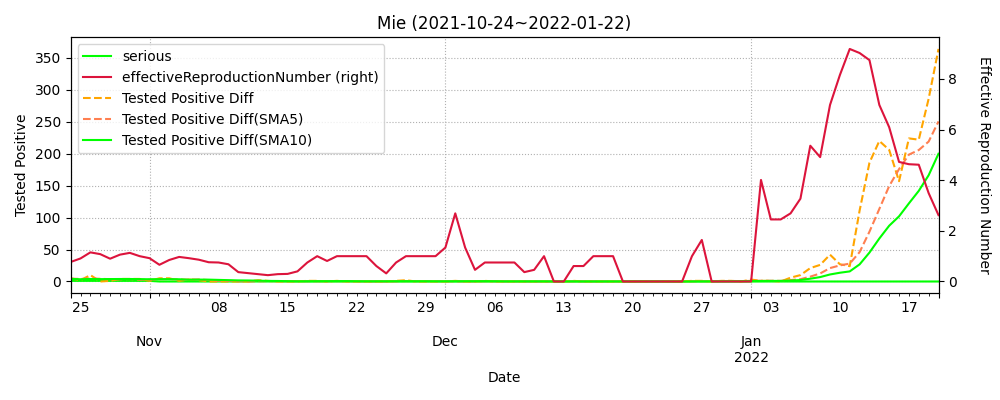 Mie (2021-10-24~2022-01-22)
serious
effectiveReproductionNumber (right)
Tested Positive Diff
Tested Positive Diff(SMA5)
Tested Positive Diff(SMA10)
Tested Positive
350
300
250
200
150
100
50
0
8
6
4
2
0
Effective Reproduction Number
25 08 15 22 29 06 13 20 27 03 10 17
Nov Dec Jan
2022
Date